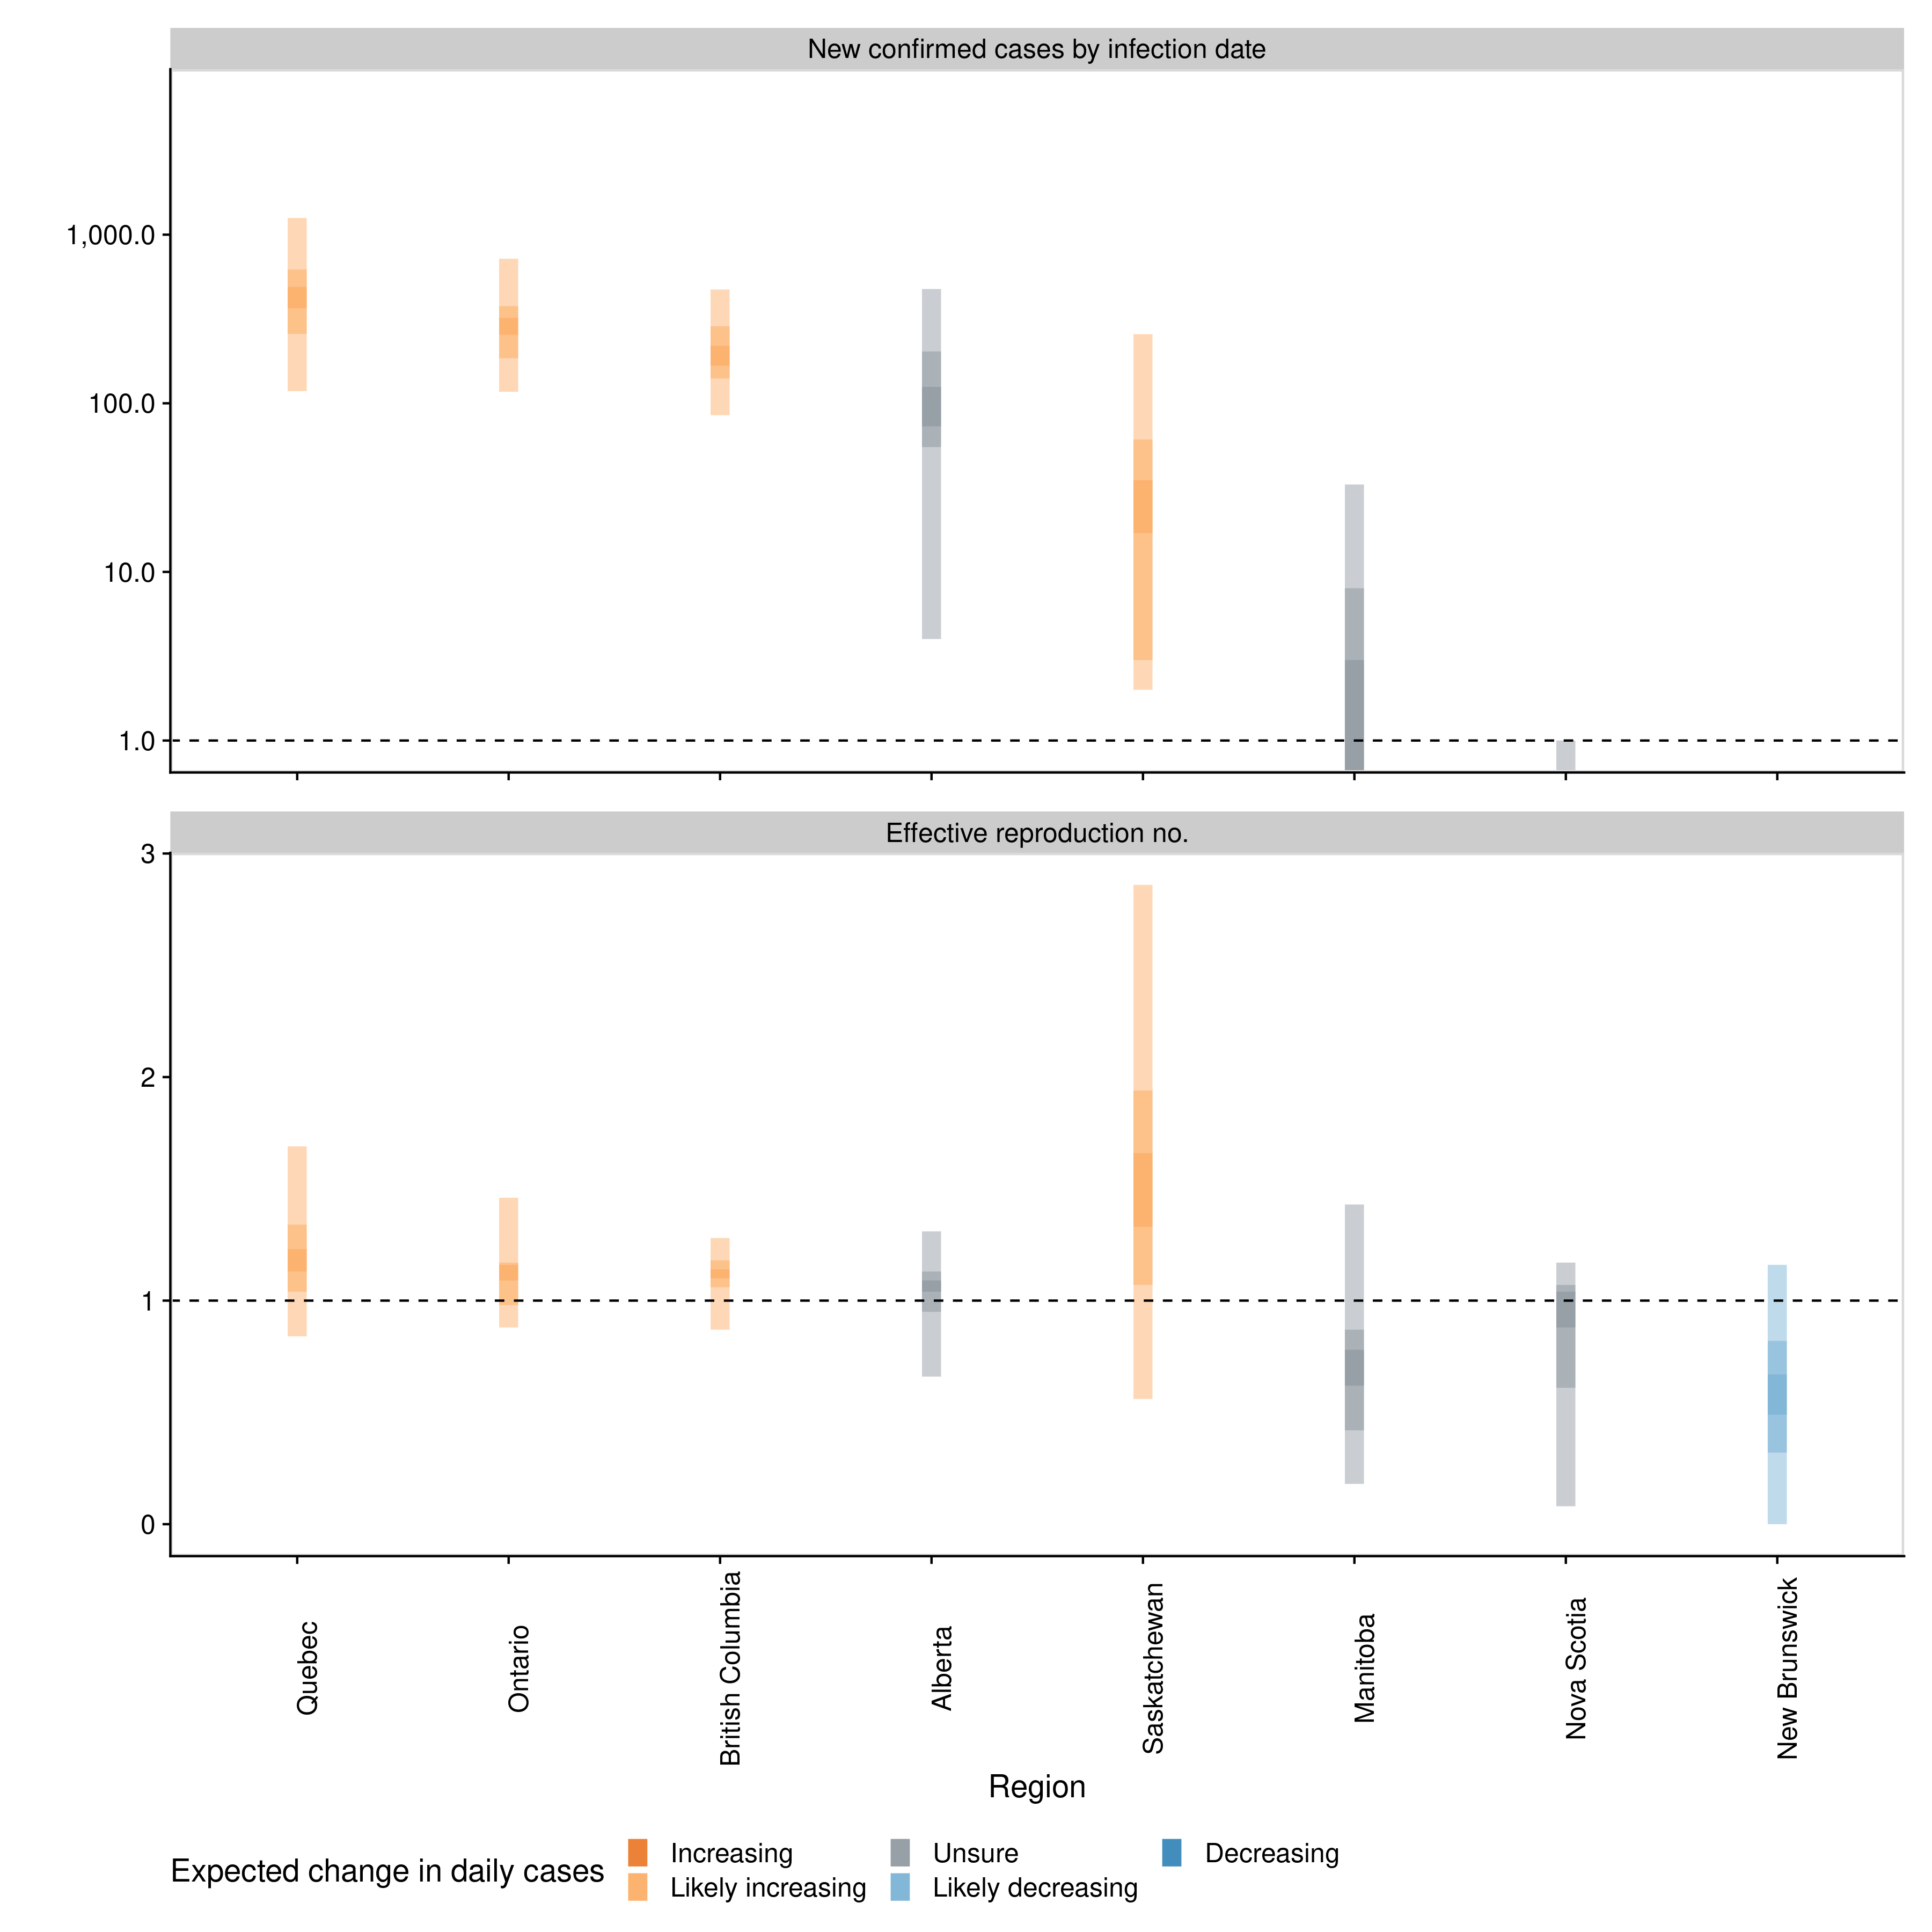 New confirmed cases by infection date
1,000.0
100.0
10.0
1.0
Effective reproduction no.
3
2
1
0
Quebec
Ontario
British Columbia
Alberta
Saskatchewan
Manitoba
Nova Scotia
New Brunswick
Region
Expected change in daily cases
Increasing
Unsure
Decreasing
Likely increasing
Likely decreasing